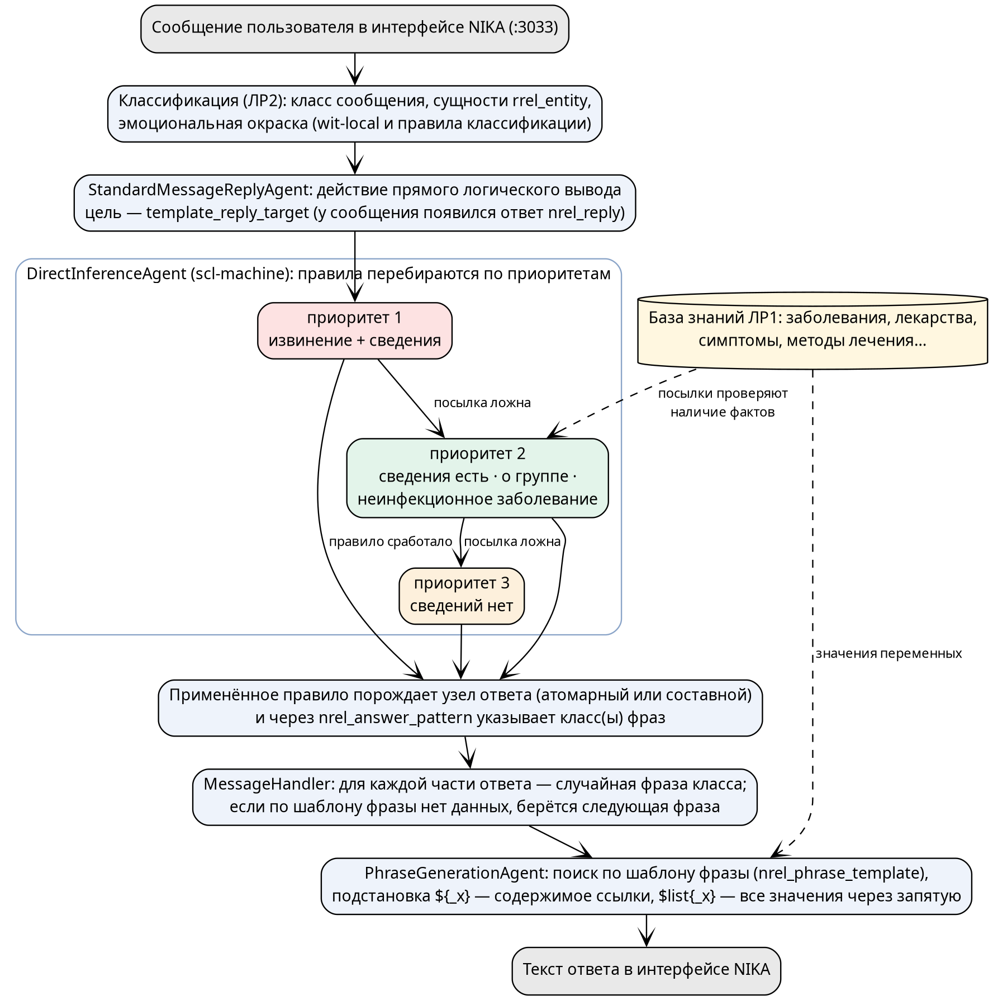 Сообщение пользователя в интерфейсе NIKA (:3033)
Классификация (ЛР2): класс сообщения, сущности rrel_entity,
эмоциональная окраска (wit-local и правила классификации)
StandardMessageReplyAgent: действие прямого логического вывода
цель — template_reply_target (у сообщения появился ответ nrel_reply)
DirectInferenceAgent (scl-machine): правила перебираются по приоритетам
приоритет 1
извинение + сведения
База знаний ЛР1: заболевания, лекарства,
симптомы, методы лечения...
посылка ложна
посылки проверяют
наличие фактов
приоритет 2
сведения есть · о группе ·
неинфекционное заболевание
правило сработало
посылка ложна
приоритет 3
сведений нет
значения переменных
Применённое правило порождает узел ответа (атомарный или составной)
и через nrel_answer_pattern указывает класс(ы) фраз
MessageHandler: для каждой части ответа — случайная фраза класса;
если по шаблону фразы нет данных, берётся следующая фраза
PhraseGenerationAgent: поиск по шаблону фразы (nrel_phrase_template),
подстановка ${_x} — содержимое ссылки, $list{_x} — все значения через запятую
Текст ответа в интерфейсе NIKA